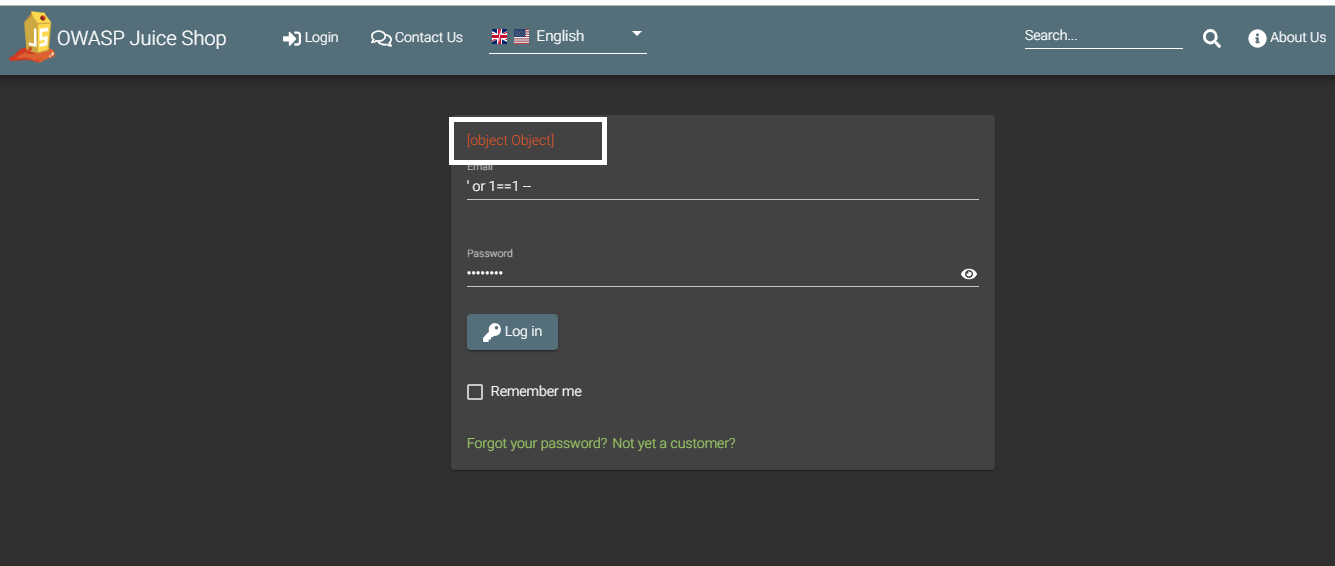 OWASP Juice Shop Login Contact Us English Search... About Us
[object Object]
Email
' or 1==1 --
Password
••••••••
Log in
Remember me
Forgot your password? Not yet a customer?